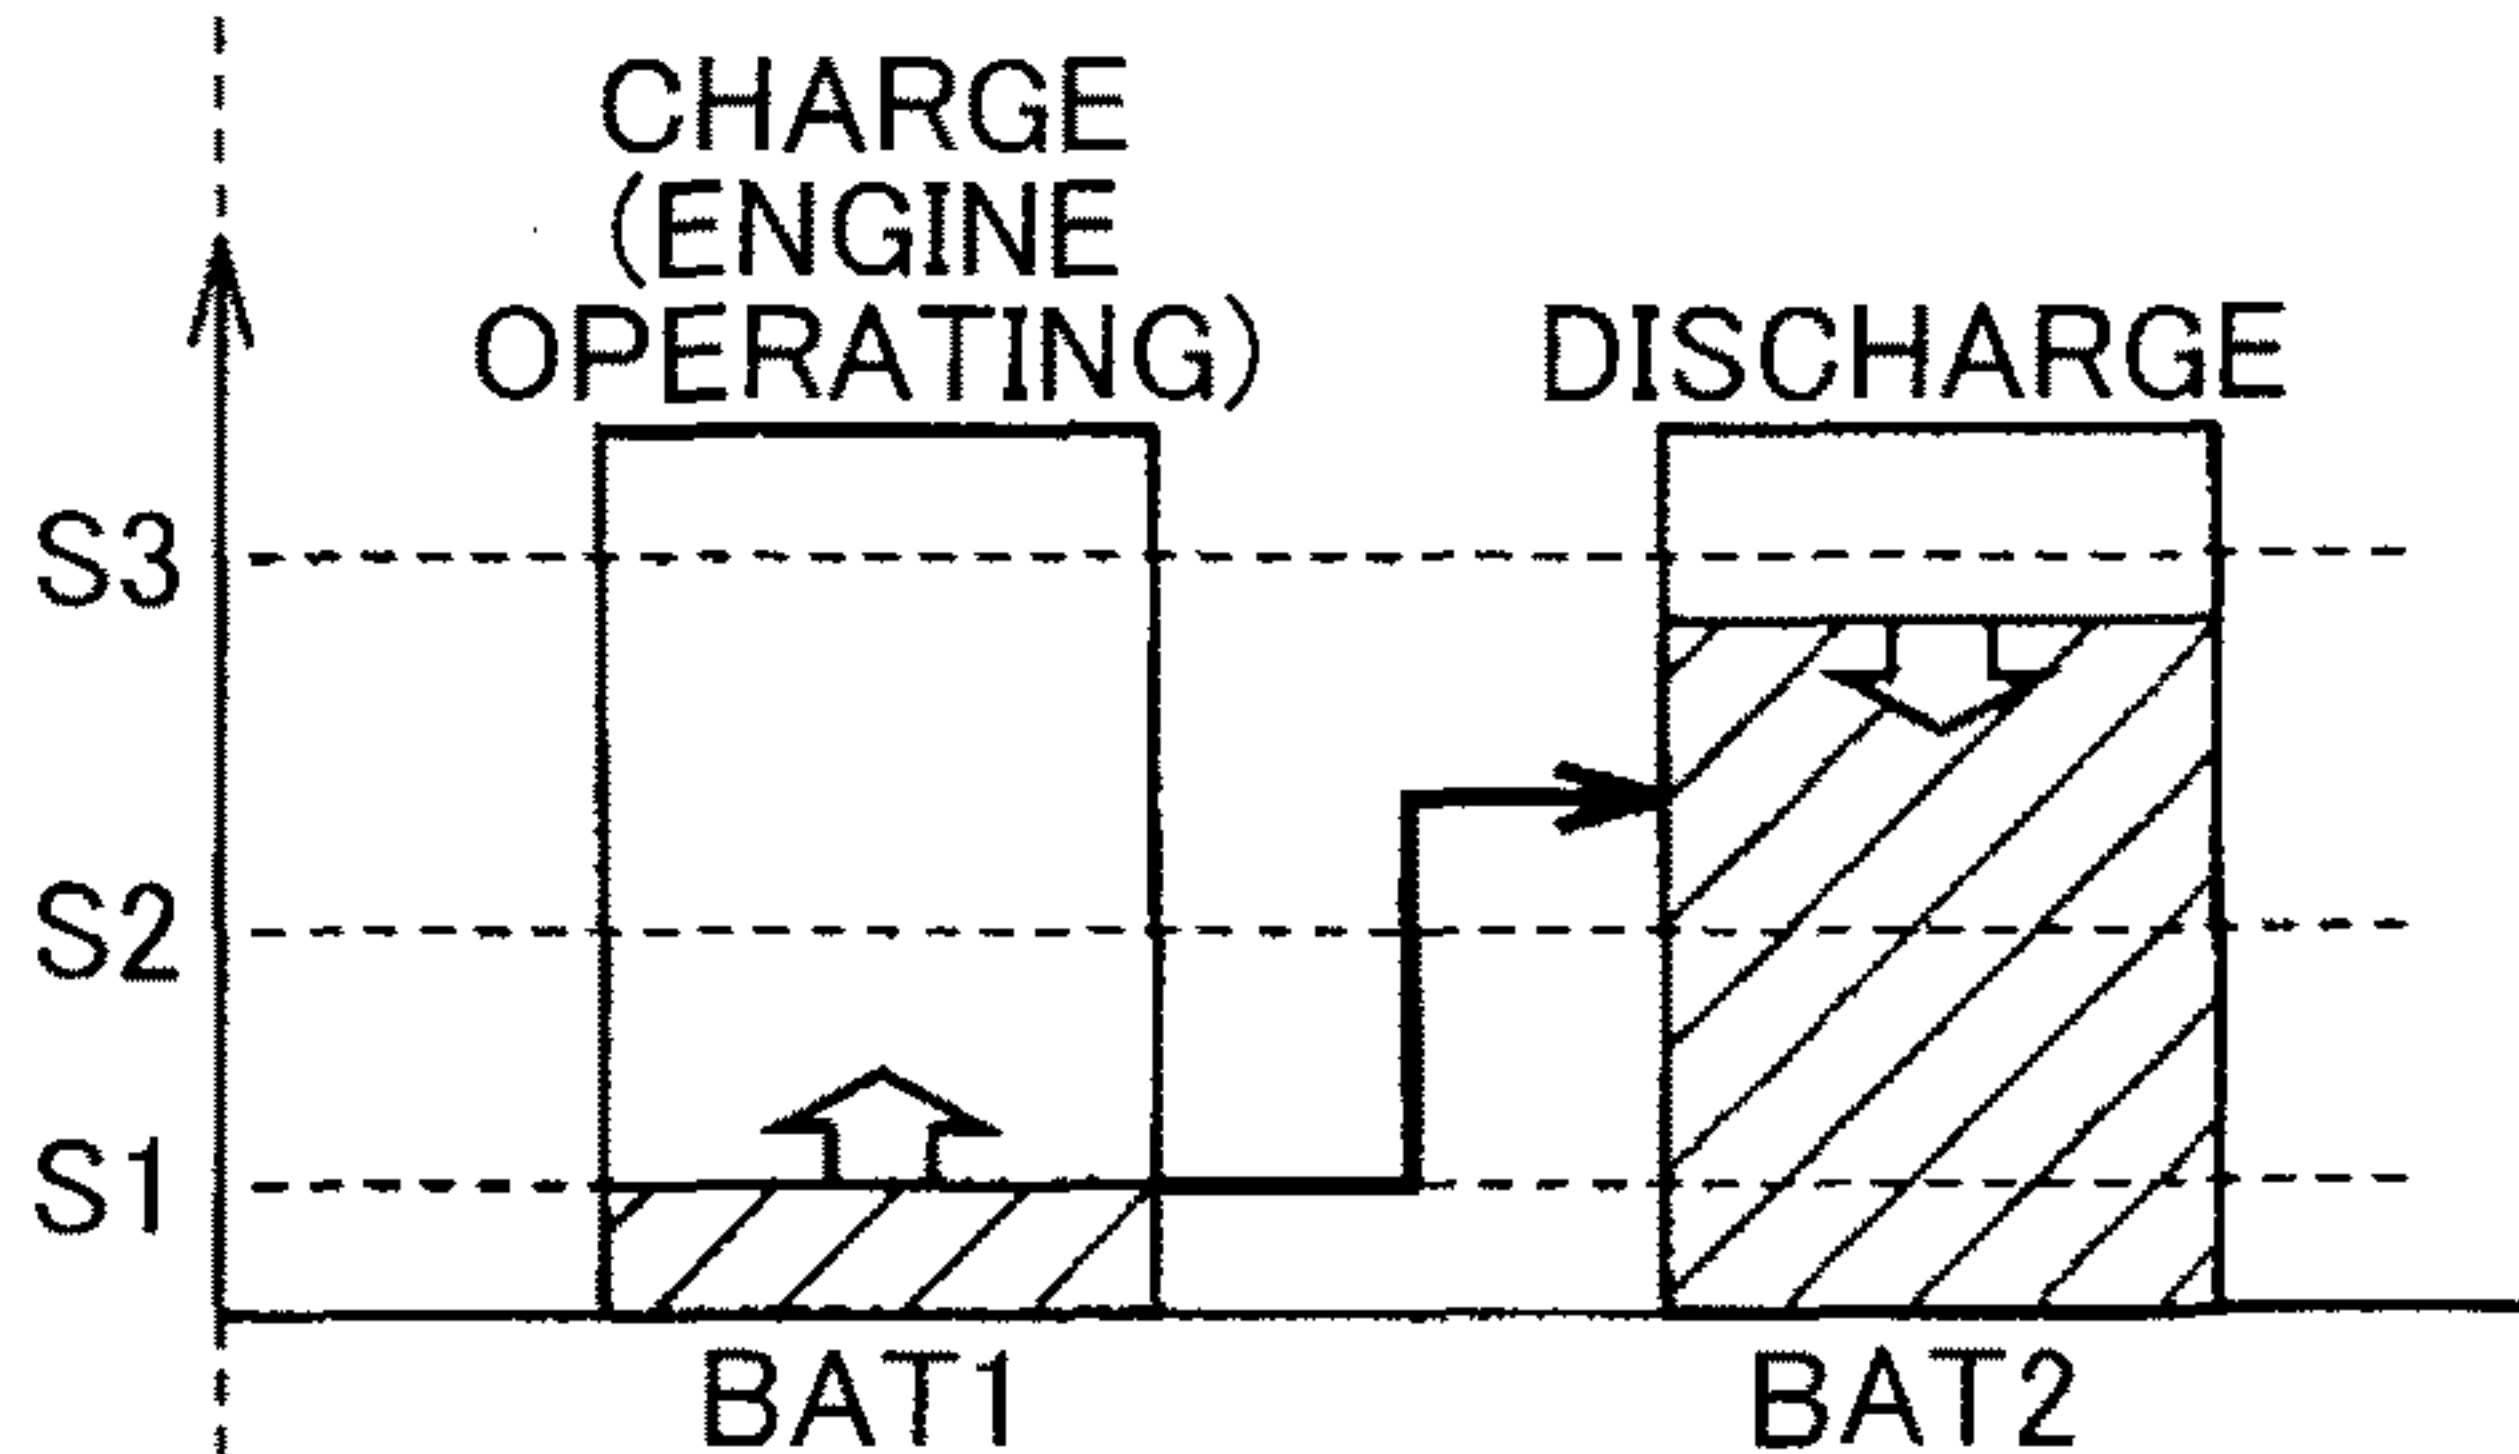 CHARGE
(ENGINE
OPERATING)
DISCHARGE
S3
S2
S1
BAT1
BAT2